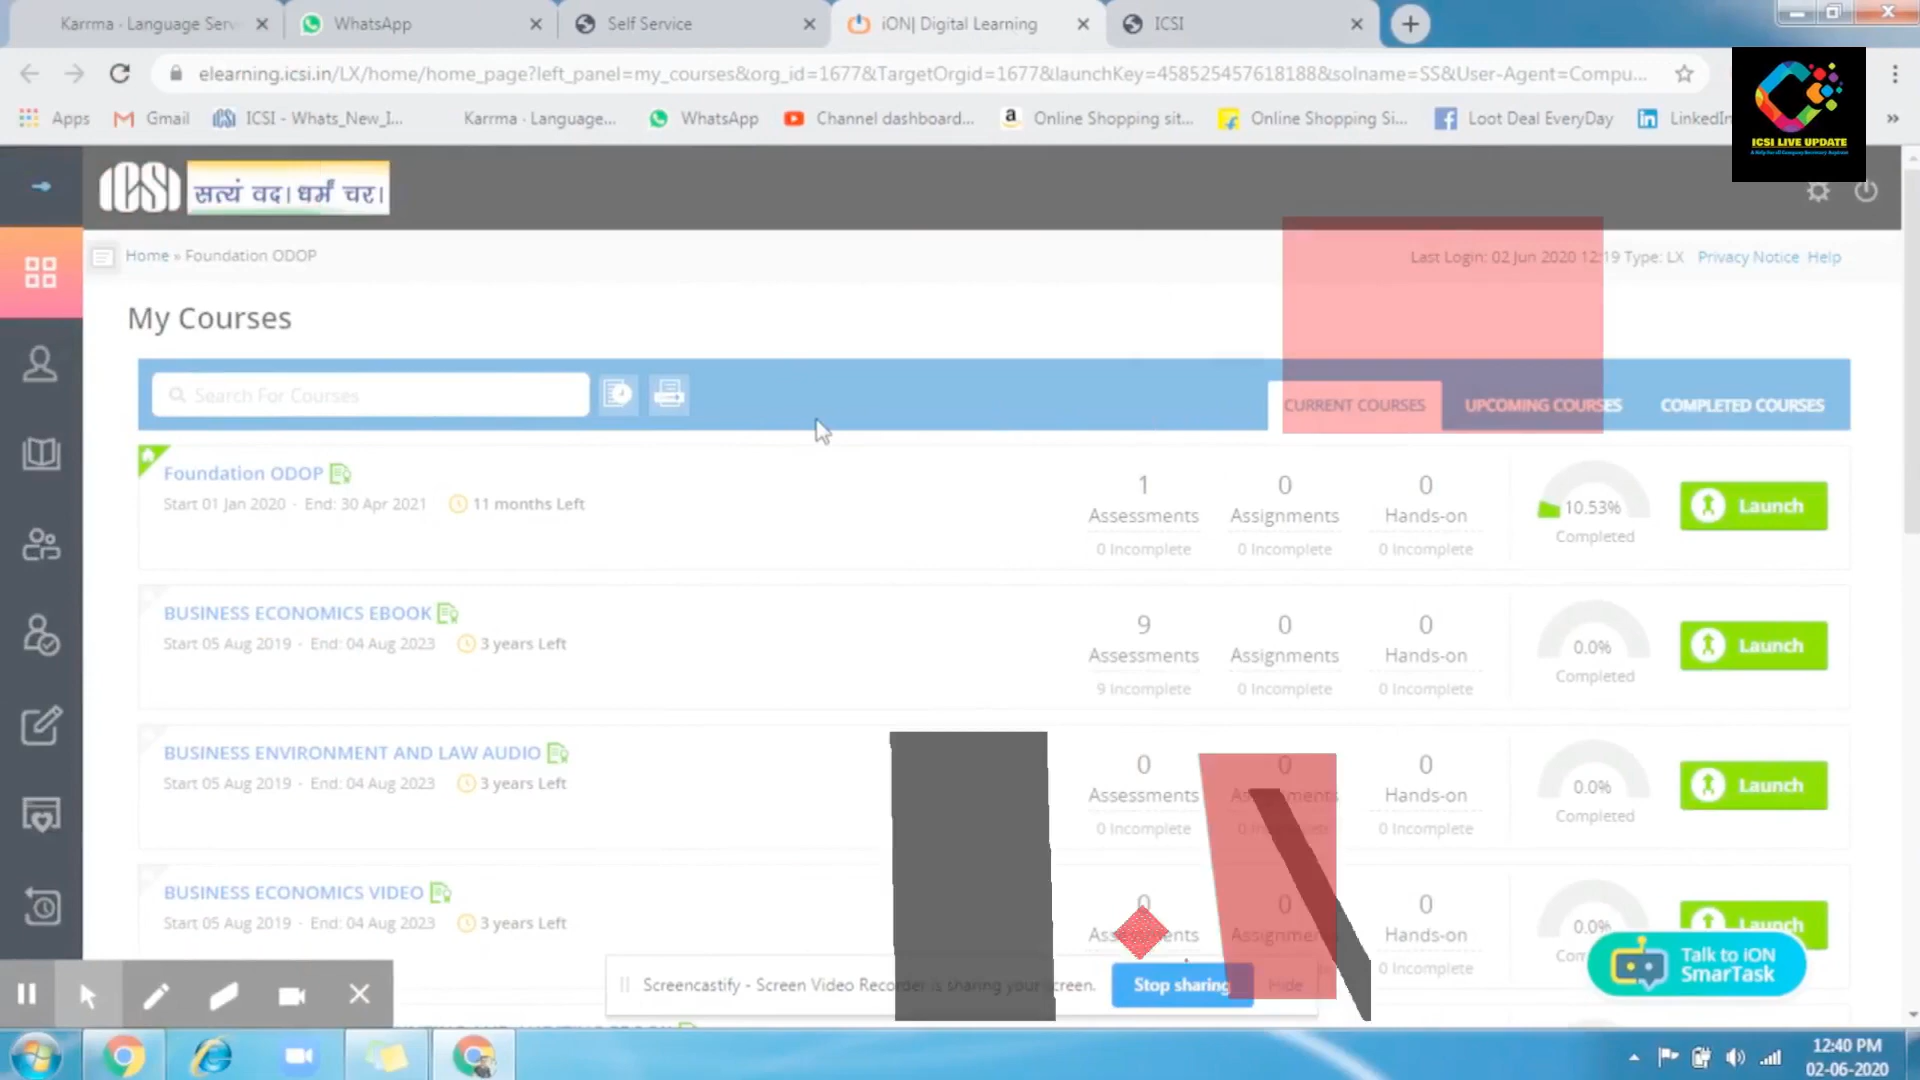 Karrma - Language Serv
WhatsApp
Self Service
iON| Digital Learning
ICSI
elearning.icsi.in/LX/home/home_page?left_panel=my_courses&org_id=1677&TargetOrgid=1677&launchKey=458525457618188&solname=SS&User-Agent=Compu...
Apps
Gmail
ICSI - Whats_New_I...
Karrma - Language...
WhatsApp
Channel dashboard...
Online Shopping sit...
Online Shopping Si...
Loot Deal EveryDay
LinkedIn
ICSI LIVE UPDATE
ICSI
सत्यं वद। धर्मं चर।
Home » Foundation ODOP
Last Login: 02 Jun 2020 12:19 Type: LX Privacy Notice Help
My Courses
Search For Courses
CURRENT COURSES
UPCOMING COURSES
COMPLETED COURSES
Foundation ODOP
Start 01 Jan 2020 - End: 30 Apr 2021 11 months Left
1 Assessments 0 Incomplete
0 Assignments 0 Incomplete
0 Hands-on 0 Incomplete
10.53% Completed
Launch
BUSINESS ECONOMICS EBOOK
Start 05 Aug 2019 - End: 04 Aug 2023 3 years Left
9 Assessments 9 Incomplete
0 Assignments 0 Incomplete
0 Hands-on 0 Incomplete
0.0% Completed
Launch
BUSINESS ENVIRONMENT AND LAW AUDIO
Start 05 Aug 2019 - End: 04 Aug 2023 3 years Left
0 Assessments 0 Incomplete
0 Assignments 0 Incomplete
0 Hands-on 0 Incomplete
0.0% Completed
Launch
BUSINESS ECONOMICS VIDEO
Start 05 Aug 2019 - End: 04 Aug 2023 3 years Left
0 Assessments
0 Assignments
0 Hands-on 0 Incomplete
0.0%
Launch
Talk to iON
SmarTask
Screencastify - Screen Video Recorder is sharing your screen.
Stop sharing
Hide
12:40 PM
02-06-2020